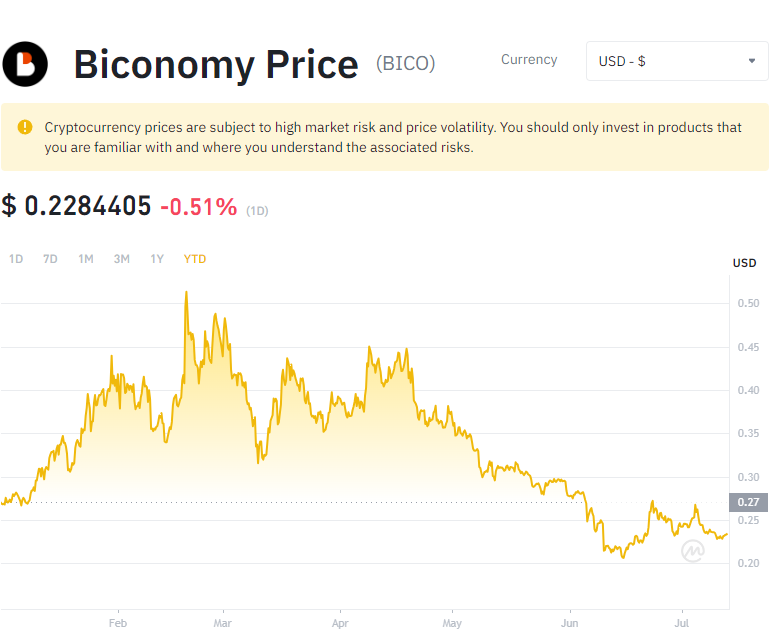 Biconomy Price (BICO)
Currency
USD - $
Cryptocurrency prices are subject to high market risk and price volatility. You should only invest in products that
you are familiar with and where you understand the associated risks.
$ 0.2284405 -0.51% (1D)
1D 7D 1M 3M 1Y YTD
USD
0.50
0.45
0.40
0.35
0.30
0.27
0.25
0.20
Feb Mar Apr May Jun Jul